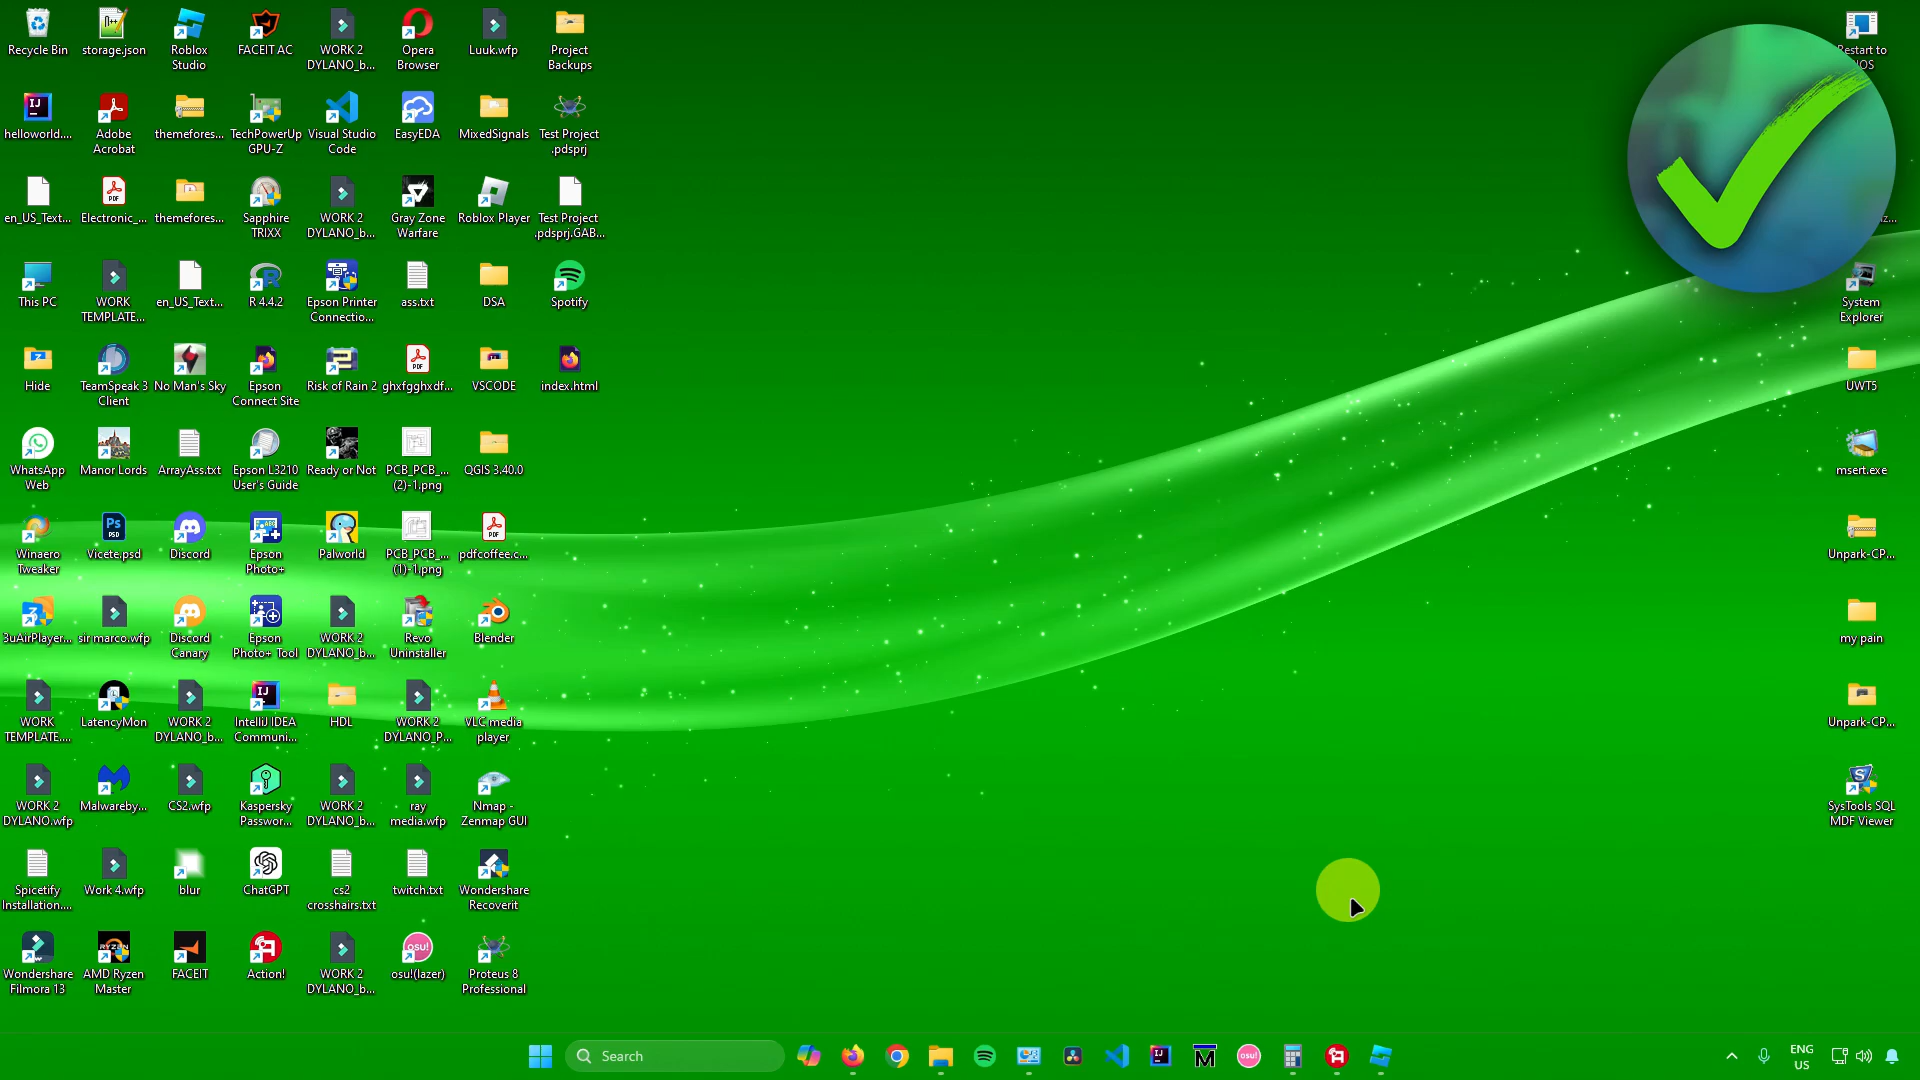 Recycle Bin
storage.json
Roblox
Studio
FACEIT AC
WORK 2
DYLANO_b...
Opera
Browser
Luuk.wfp
Project
Backups
Restart to
helloworld....
Adobe
Acrobat
themefores...
TechPowerUp
GPU-Z
Visual Studio
Code
EasyEDA
MixedSignals
Test Project
.pdsprj
en_US_Text...
Electronic_...
themefores...
Sapphire
TRIXX
WORK 2
DYLANO_b...
Gray Zone
Warfare
Roblox Player
Test Project
.pdsprj.GAB...
This PC
WORK
TEMPLATE...
en_US_Text...
R 4.4.2
Epson Printer
Connectio...
ass.txt
DSA
Spotify
System
Explorer
Hide
TeamSpeak 3
Client
No Man's Sky
Epson
Connect Site
Risk of Rain 2
ghxfgghxdf...
VSCODE
index.html
UWT5
WhatsApp
Web
Manor Lords
ArrayAss.txt
Epson L3210
User's Guide
Ready or Not
PCB_PCB_...
(2)-1.png
QGIS 3.40.0
msert.exe
Winaero
Tweaker
Vicete.psd
Discord
Epson
Photo+
Palworld
PCB_PCB_...
(1)-1.png
pdfcoffee.c...
Unpark-CP...
3uAirPlayer...
sir marco.wfp
Discord
Canary
Epson
Photo+ Tool
WORK 2
DYLANO_b...
Revo
Uninstaller
Blender
my pain
WORK
TEMPLATE....
LatencyMon
WORK 2
DYLANO_b...
IntelliJ IDEA
Communi...
HDL
WORK 2
DYLANO_P...
VLC media
player
Unpark-CP...
WORK 2
DYLANO.wfp
Malwareby...
CS2.wfp
Kaspersky
Passwor...
WORK 2
DYLANO_b...
ray
media.wfp
Nmap -
Zenmap GUI
SysTools SQL
MDF Viewer
Spicetify
Installation....
Work 4.wfp
blur
ChatGPT
cs2
crosshairs.txt
twitch.txt
Wondershare
Recoverit
Wondershare
Filmora 13
AMD Ryzen
Master
FACEIT
Action!
WORK 2
DYLANO_b...
osu!(lazer)
Proteus 8
Professional
Search
ENG
US